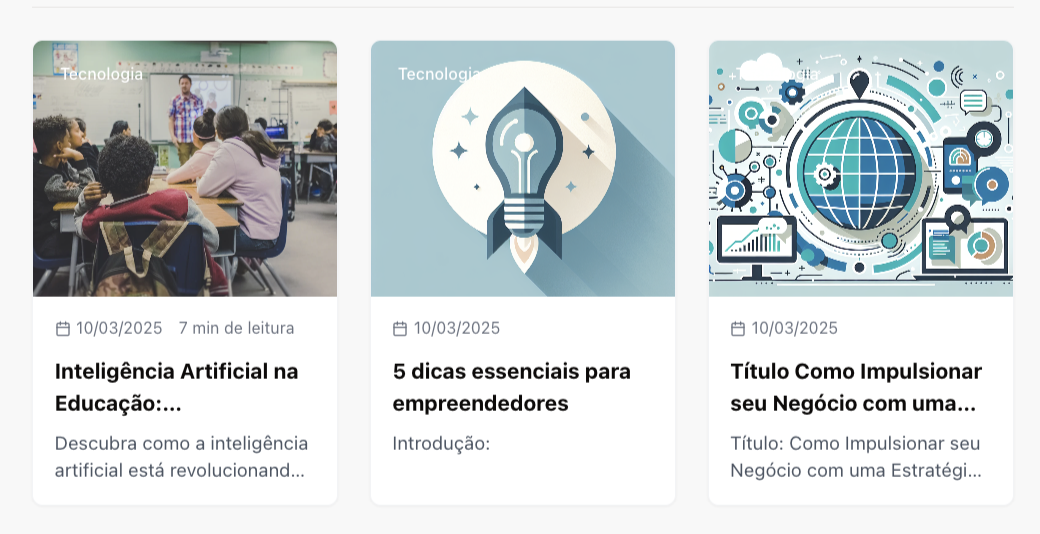 Tecnologia
10/03/2025 7 min de leitura
Inteligência Artificial na
Educação:...
Descubra como a inteligência
artificial está revolucionand...
Tecnologia
10/03/2025
5 dicas essenciais para
empreendedores
Introdução:
Tecnologia
10/03/2025
Título Como Impulsionar
seu Negócio com uma...
Título: Como Impulsionar seu
Negócio com uma Estratégi...